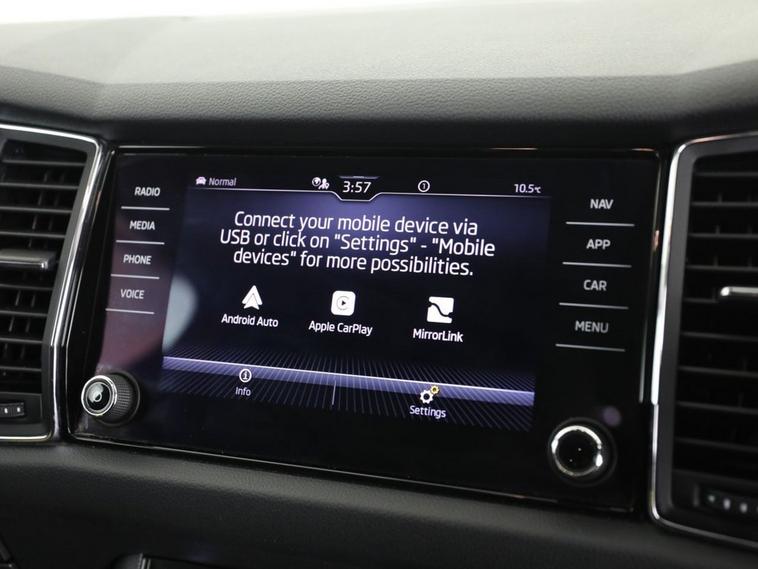 Normal
3:57
10.5℃
RADIO
MEDIA
PHONE
VOICE
Connect your mobile device via
USB or click on "Settings" - "Mobile
devices" for more possibilities.
Android Auto
Apple CarPlay
MirrorLink
Info
Settings
NAV
APP
CAR
MENU